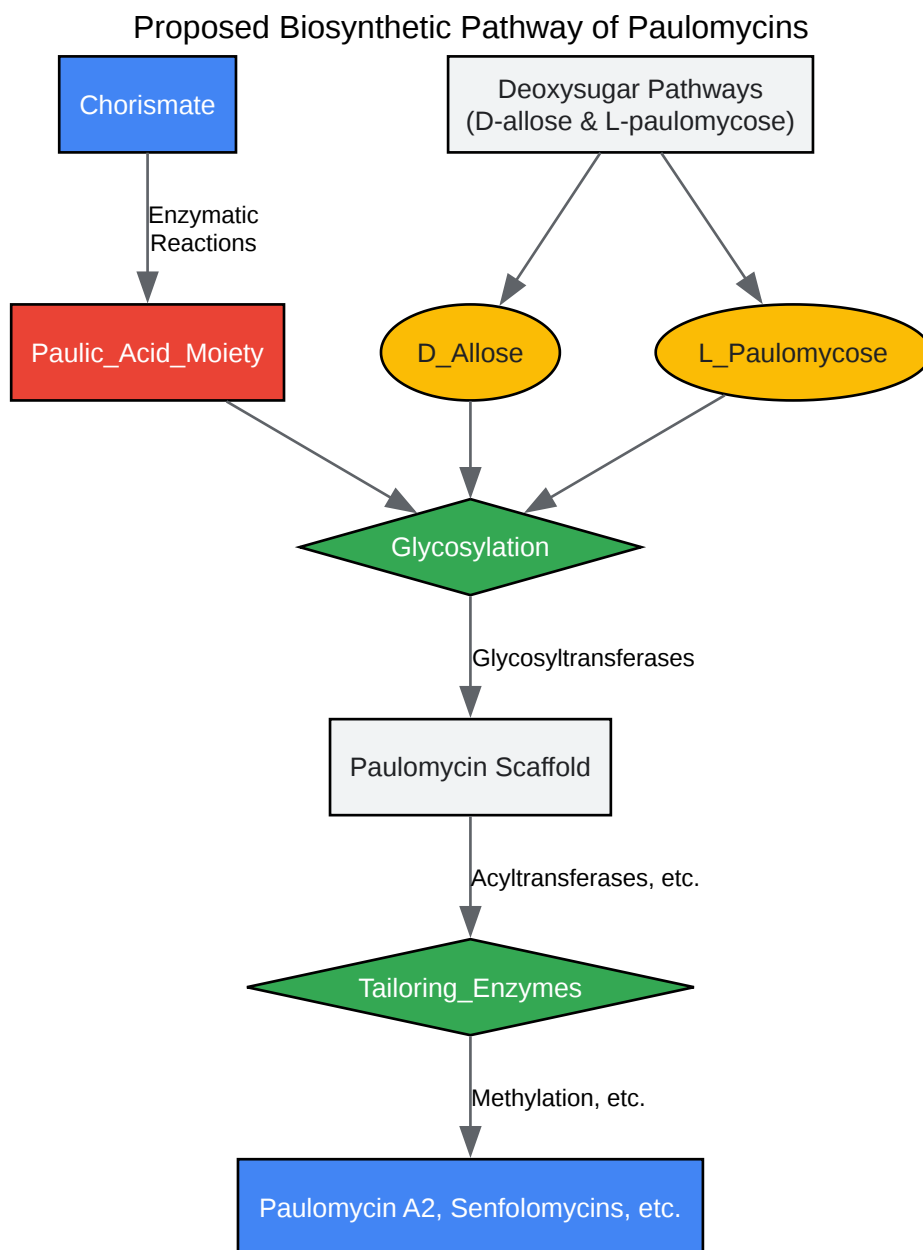 Proposed Biosynthetic Pathway of Paulomycins
Chorismate
Deoxysugar Pathways
(D-allose & L-paulomycose)
Enzymatic
Reactions
Paulic_Acid_Moiety
D_Allose
L_Paulomycose
Glycosylation
Glycosyltransferases
Paulomycin Scaffold
Acyltransferases, etc.
Tailoring_Enzymes
Methylation, etc.
Paulomycin A2, Senfolomycins, etc.